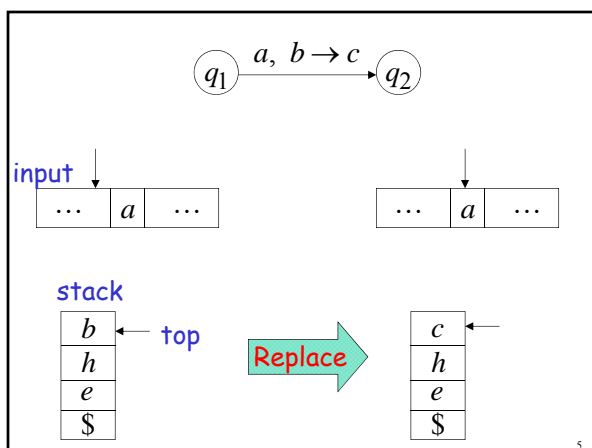 a, b → c
q1 q2
input
... a ... ... a ...
stack
b top c
h Replace h
e e
$ $
5